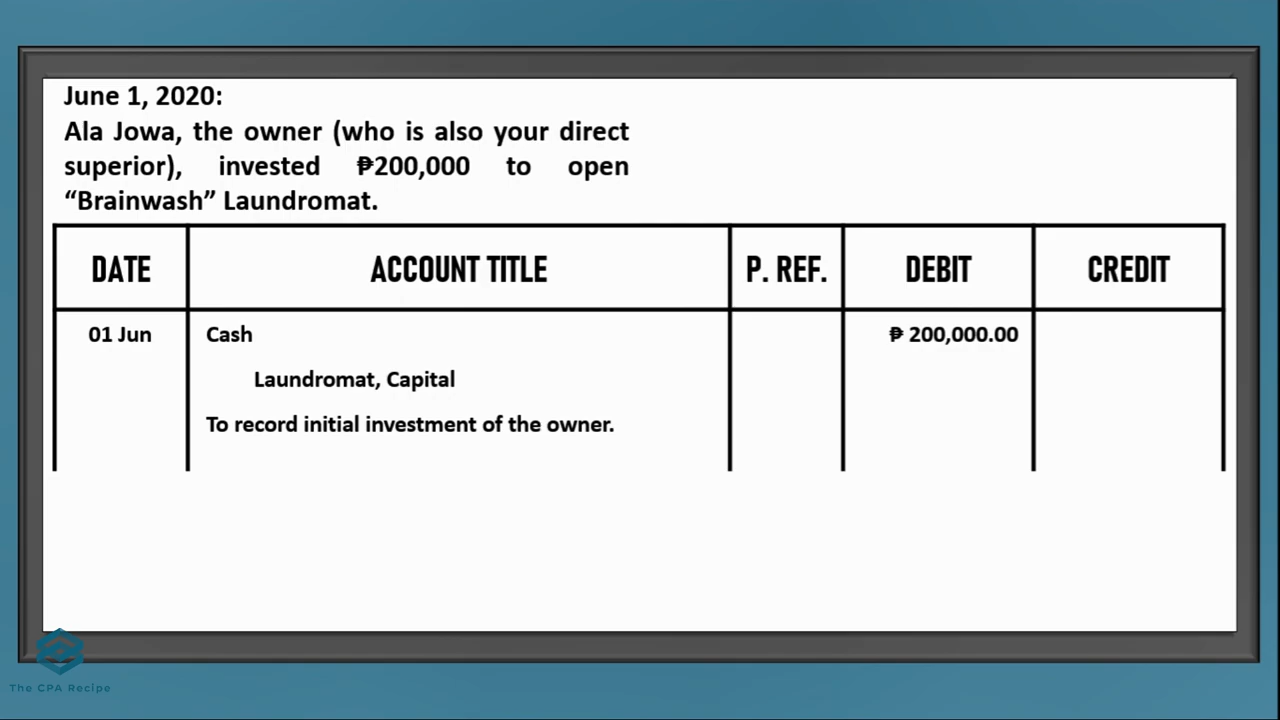 June 1, 2020:
Ala Jowa, the owner (who is also your direct
superior), invested ₱200,000 to open
“Brainwash” Laundromat.
DATE ACCOUNT TITLE P. REF. DEBIT CREDIT
01 Jun Cash ₱ 200,000.00
Laundromat, Capital
To record initial investment of the owner.
The CPA Recipe